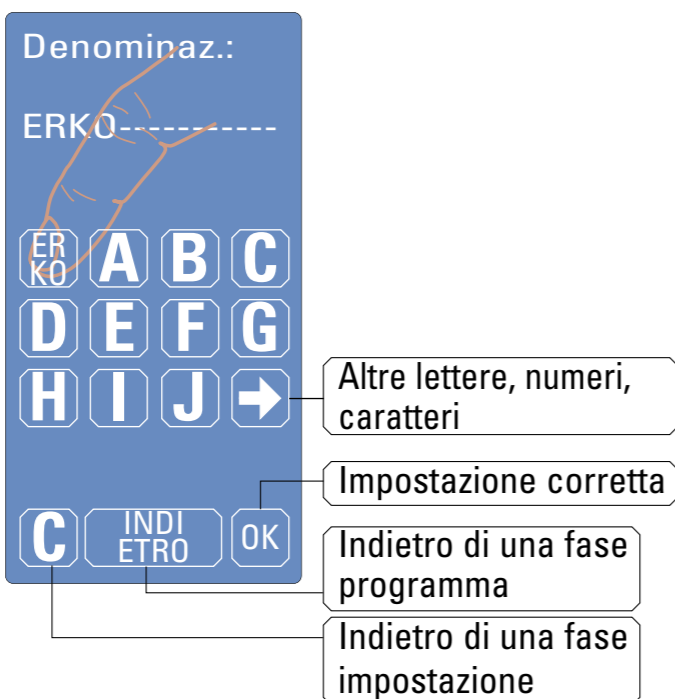 Denominaz.:
ERKO-----------
ER
KO
A B C
D E F G
H I J
Altre lettere, numeri,
caratteri
Impostazione corretta
C
INDI
ETRO
OK
Indietro di una fase
programma
Indietro di una fase
impostazione